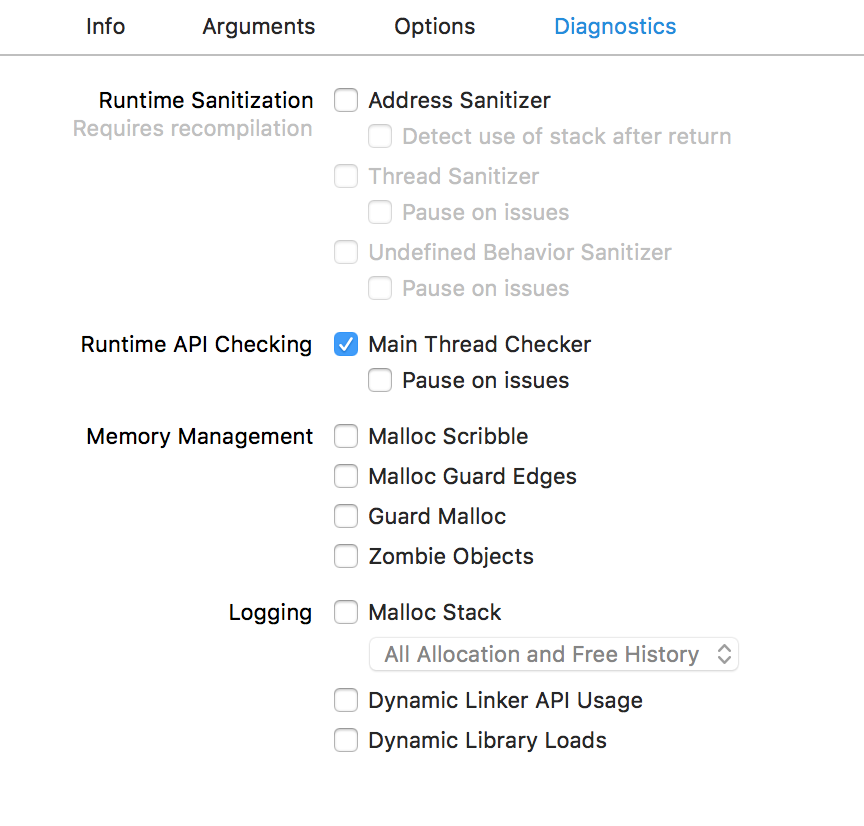 Info Arguments Options Diagnostics
Runtime Sanitization Address Sanitizer
Requires recompilation
Detect use of stack after return
Thread Sanitizer
Pause on issues
Undefined Behavior Sanitizer
Pause on issues
Runtime API Checking Main Thread Checker
Pause on issues
Memory Management Malloc Scribble
Malloc Guard Edges
Guard Malloc
Zombie Objects
Logging Malloc Stack
All Allocation and Free History
Dynamic Linker API Usage
Dynamic Library Loads